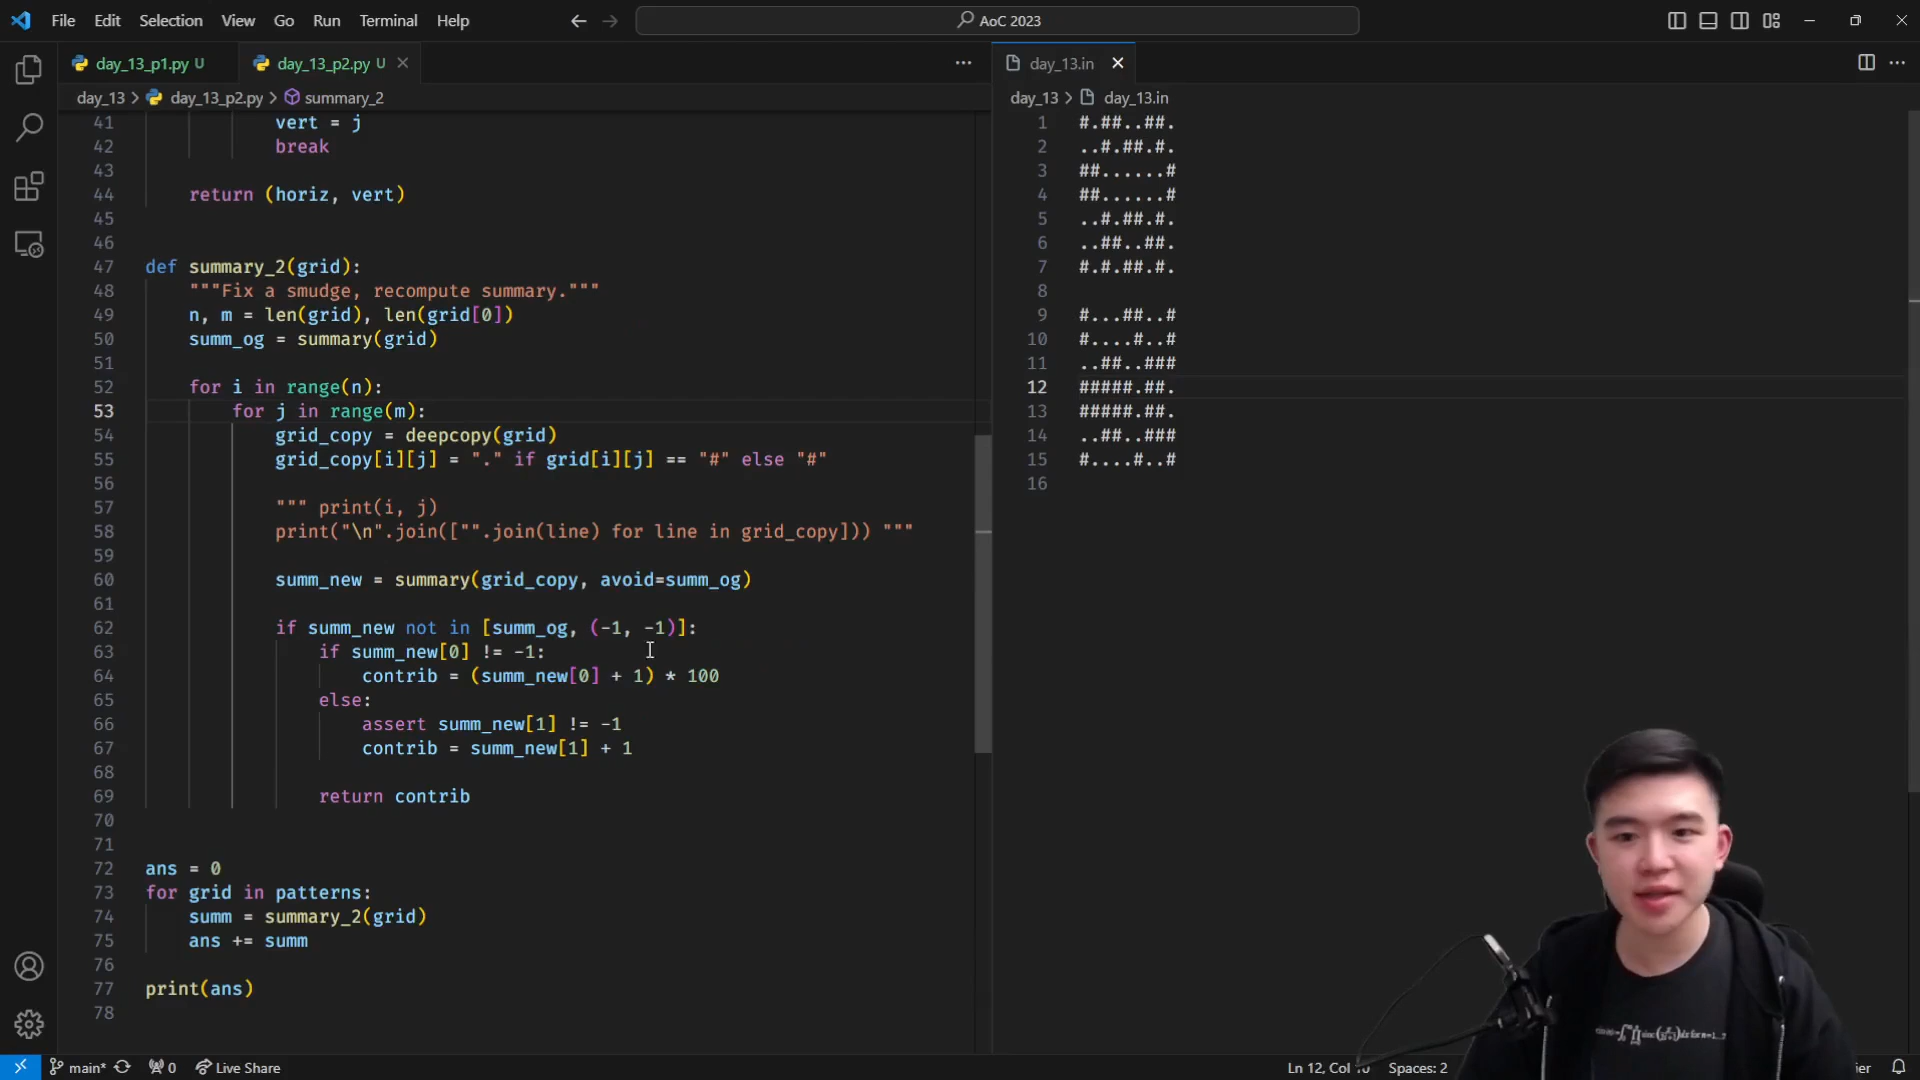 File Edit Selection View Go Run Terminal Help
AoC 2023
day_13_p1.py U
day_13_p2.py U
day_13.in
day_13 > day_13_p2.py > summary_2
day_13 > day_13.in
41 vert = j
42 break
43
44 return (horiz, vert)
45
46
47 def summary_2(grid):
48 """Fix a smudge, recompute summary."""
49 n, m = len(grid), len(grid[0])
50 summ_og = summary(grid)
51
52 for i in range(n):
53 for j in range(m):
54 grid_copy = deepcopy(grid)
55 grid_copy[i][j] = "." if grid[i][j] == "#" else "#"
56
57 """ print(i, j)
58 print("\n".join(["".join(line) for line in grid_copy])) """
59
60 summ_new = summary(grid_copy, avoid=summ_og)
61
62 if summ_new not in [summ_og, (-1, -1)]:
63 if summ_new[0] != -1:
64 contrib = (summ_new[0] + 1) * 100
65 else:
66 assert summ_new[1] != -1
67 contrib = summ_new[1] + 1
68
69 return contrib
70
71
72 ans = 0
73 for grid in patterns:
74 summ = summary_2(grid)
75 ans += summ
76
77 print(ans)
78
1 #.##..##.
2 ..#.##.#.
3 ##......#
4 ##......#
5 ..#.##.#.
6 ..##..##.
7 #.#.##.#.
8
9 #...##..#
10 #....#..#
11 ..##..###
12 #####.##.
13 #####.##.
14 ..##..###
15 #....#..#
16
main* 0 Live Share
Ln 12, Col Spaces: 2